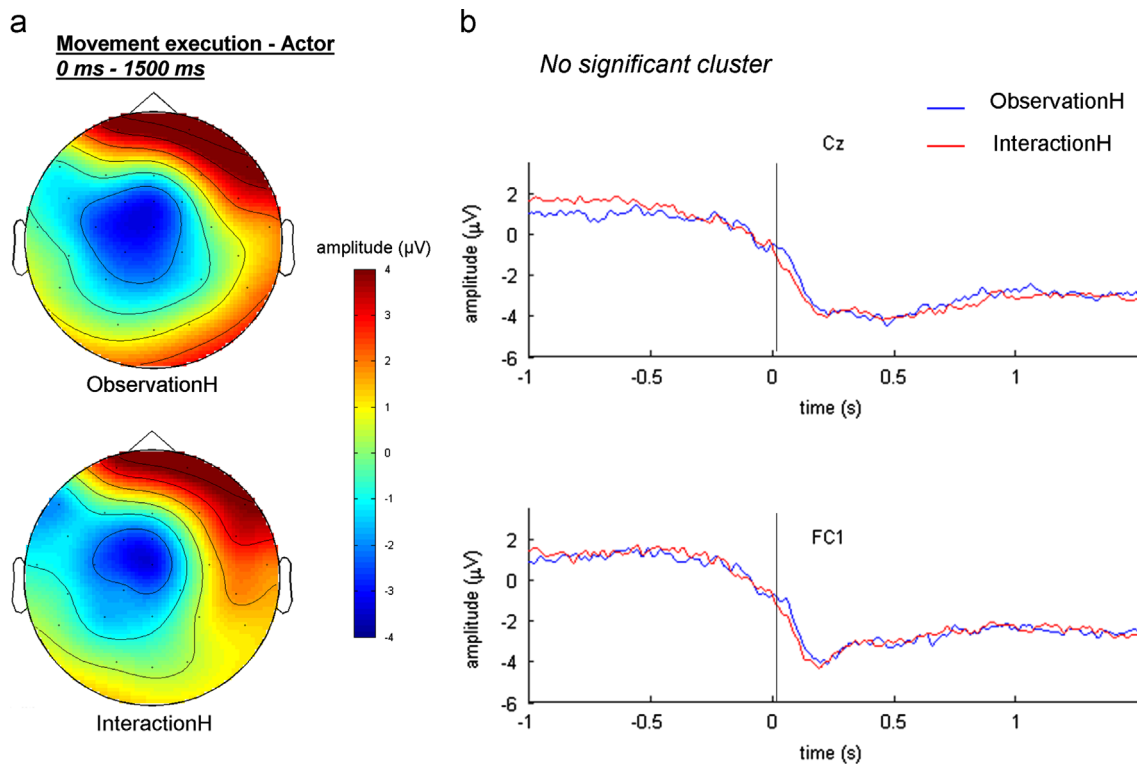 a
Movement execution - Actor
0 ms - 1500 ms
ObservationH
amplitude (µV)
4
3
2
1
0
-1
-2
-3
-4
InteractionH
b
No significant cluster
ObservationH
InteractionH
Cz
amplitude (µV)
2
0
-2
-4
-6
-1
-0.5
0
0.5
1
time (s)
FC1
amplitude (µV)
2
0
-2
-4
-6
-1
-0.5
0
0.5
1
time (s)